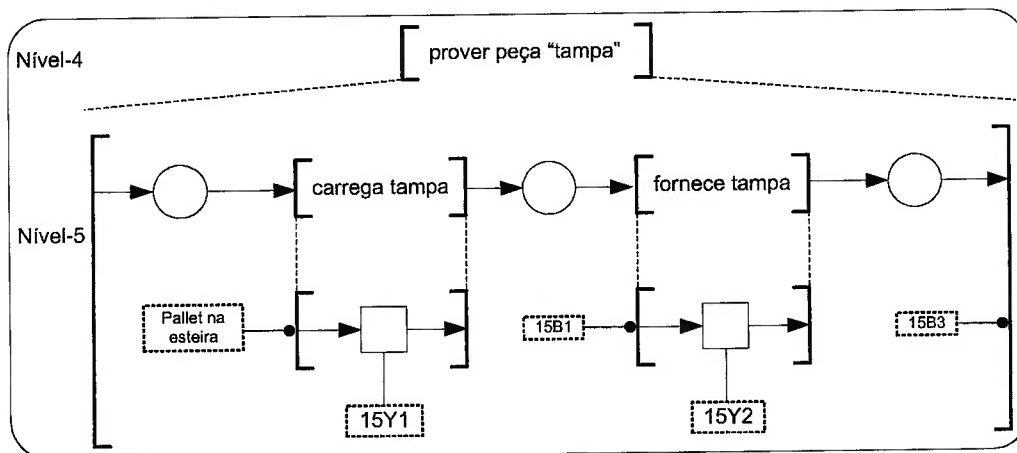 Nível-4
prover peça "tampa"
carrega tampa
fornece tampa
Nível-5
Pallet na
esteira
15B1
15B3
15Y1
15Y2